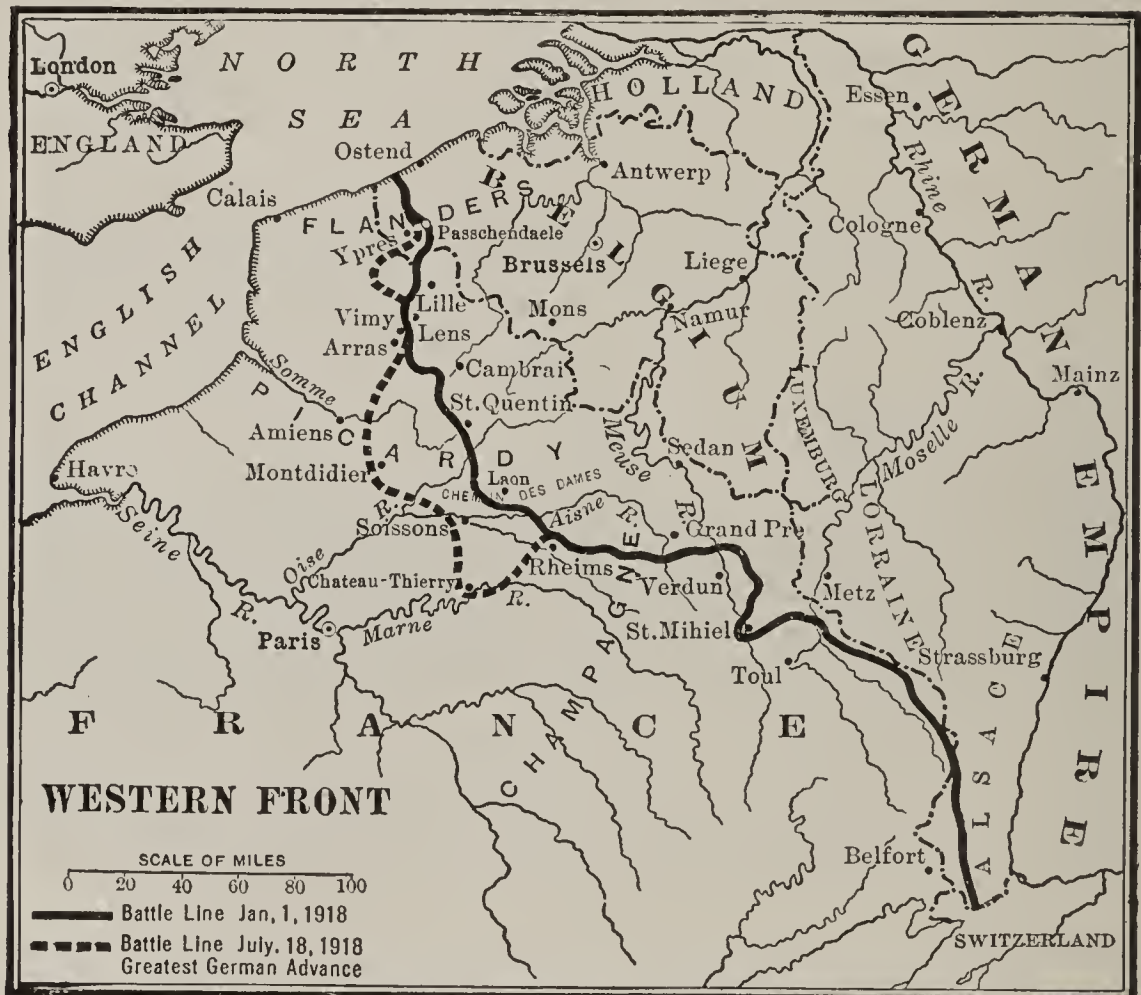 London
NORTH
SEA
HOLLAND
GERMAN
EMPIRE
Essen
ENGLAND
Ostend
Rhine
R.
Antwerp
Calais
FLANDERS
BELGIUM
Ypres
Passchendaele
Cologne
Brussels
Liege
ENGLISH
CHANNEL
Lille
Mons
Namur
Vimy
Lens
Coblenz
Arras
Cambrai
Mainz
Somme
PICARDY
St. Quentin
LUXEMBURG
Moselle R.
Amiens
Meuse
R.
Sedan
Havre
Montdidier
Laon
CHEMIN DES DAMES
LORRAINE
Seine
R.
Oise
R.
Soissons
Aisne R.
Grand Pre
Rheims
Chateau-Thierry
Verdun
Metz
Marne
R.
Paris
St. Mihiel
Strassburg
Toul
CHAMPAGNE
FRANCE
ALSACE
WESTERN FRONT
Belfort
SCALE OF MILES
0 20 40 60 80 100
Battle Line Jan, 1, 1918
Battle Line July. 18, 1918
Greatest German Advance
SWITZERLAND